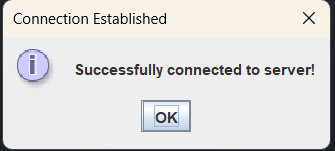 Connection Established
Successfully connected to server!
OK